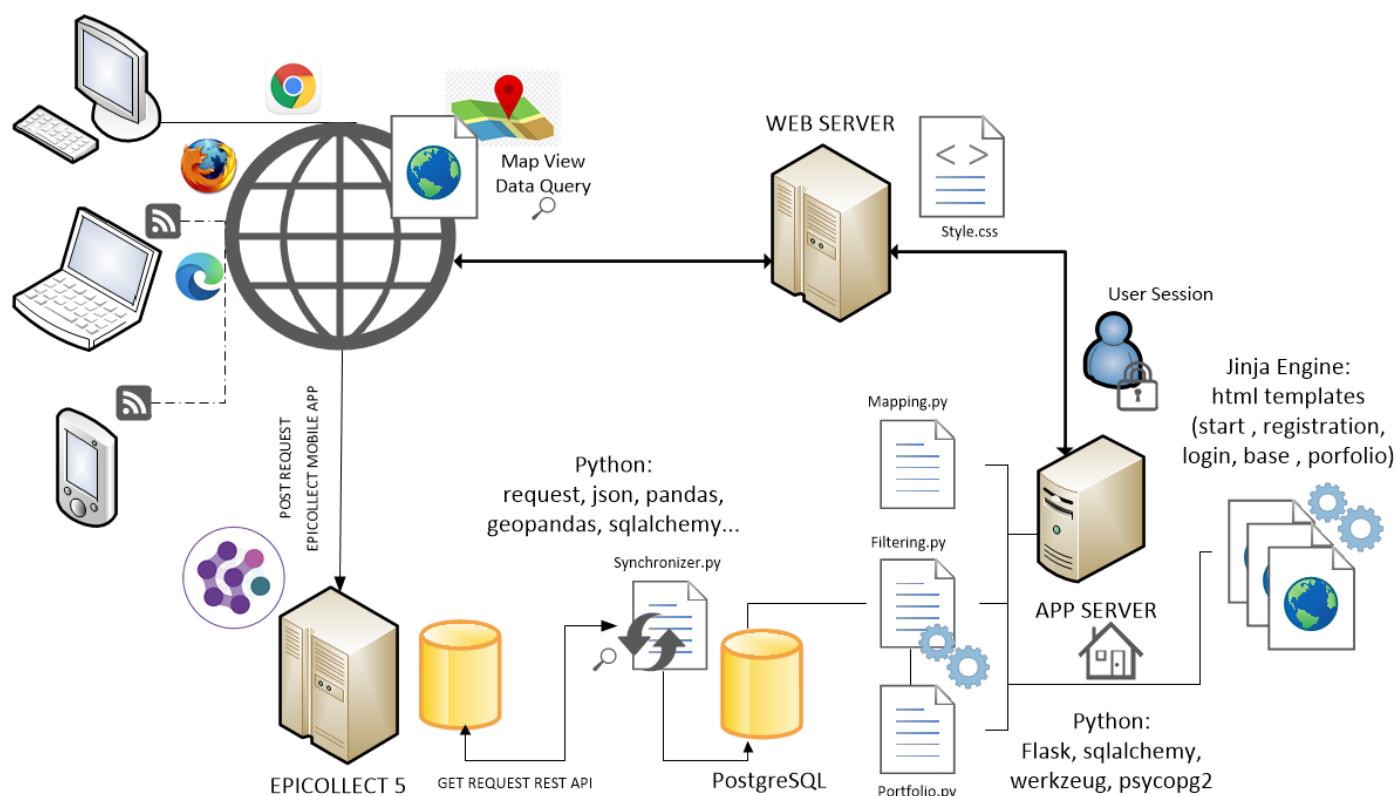 Map View
Data Query
WEB SERVER
Style.css
User Session
Jinja Engine:
html templates
(start , registration,
login, base , porfolio)
Mapping.py
POST REQUEST
EPICOLLECT MOBILE APP
Python:
request, json, pandas,
geopandas, sqlalchemy...
Synchronizer.py
Filtering.py
APP SERVER
Python:
Flask, sqlalchemy,
werkzeug, psycopg2
EPICOLLECT 5
GET REQUEST REST API
PostgreSQL
Portfolio.py